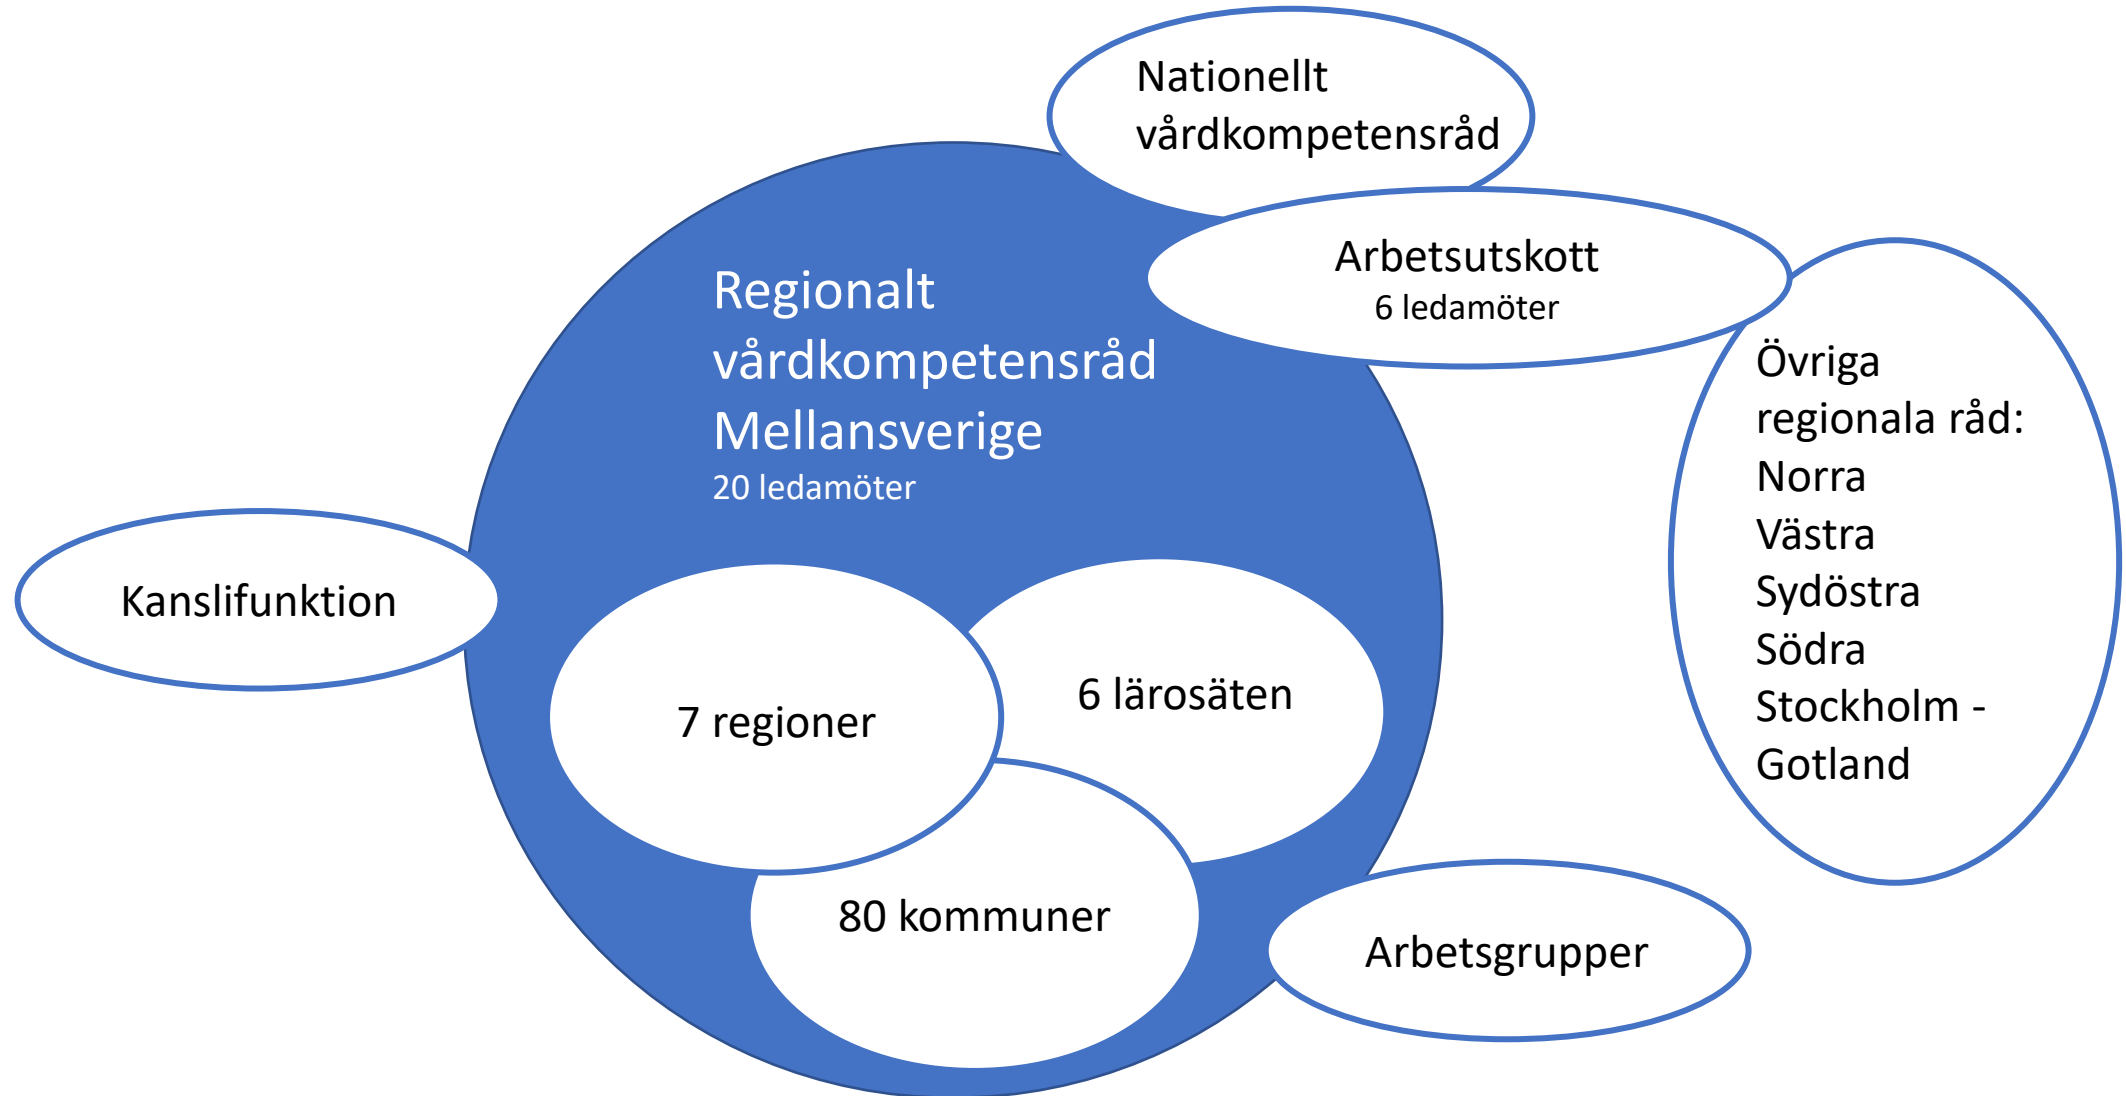 Nationellt
vårdkompetensråd
Arbetsutskott
6 ledamöter
Regionalt
vårdkompetensråd
Mellansverige
20 ledamöter
Övriga
regionala råd:
Norra
Västra
Sydöstra
Södra
Stockholm -
Gotland
Kanslifunktion
7 regioner
6 lärosäten
80 kommuner
Arbetsgrupper